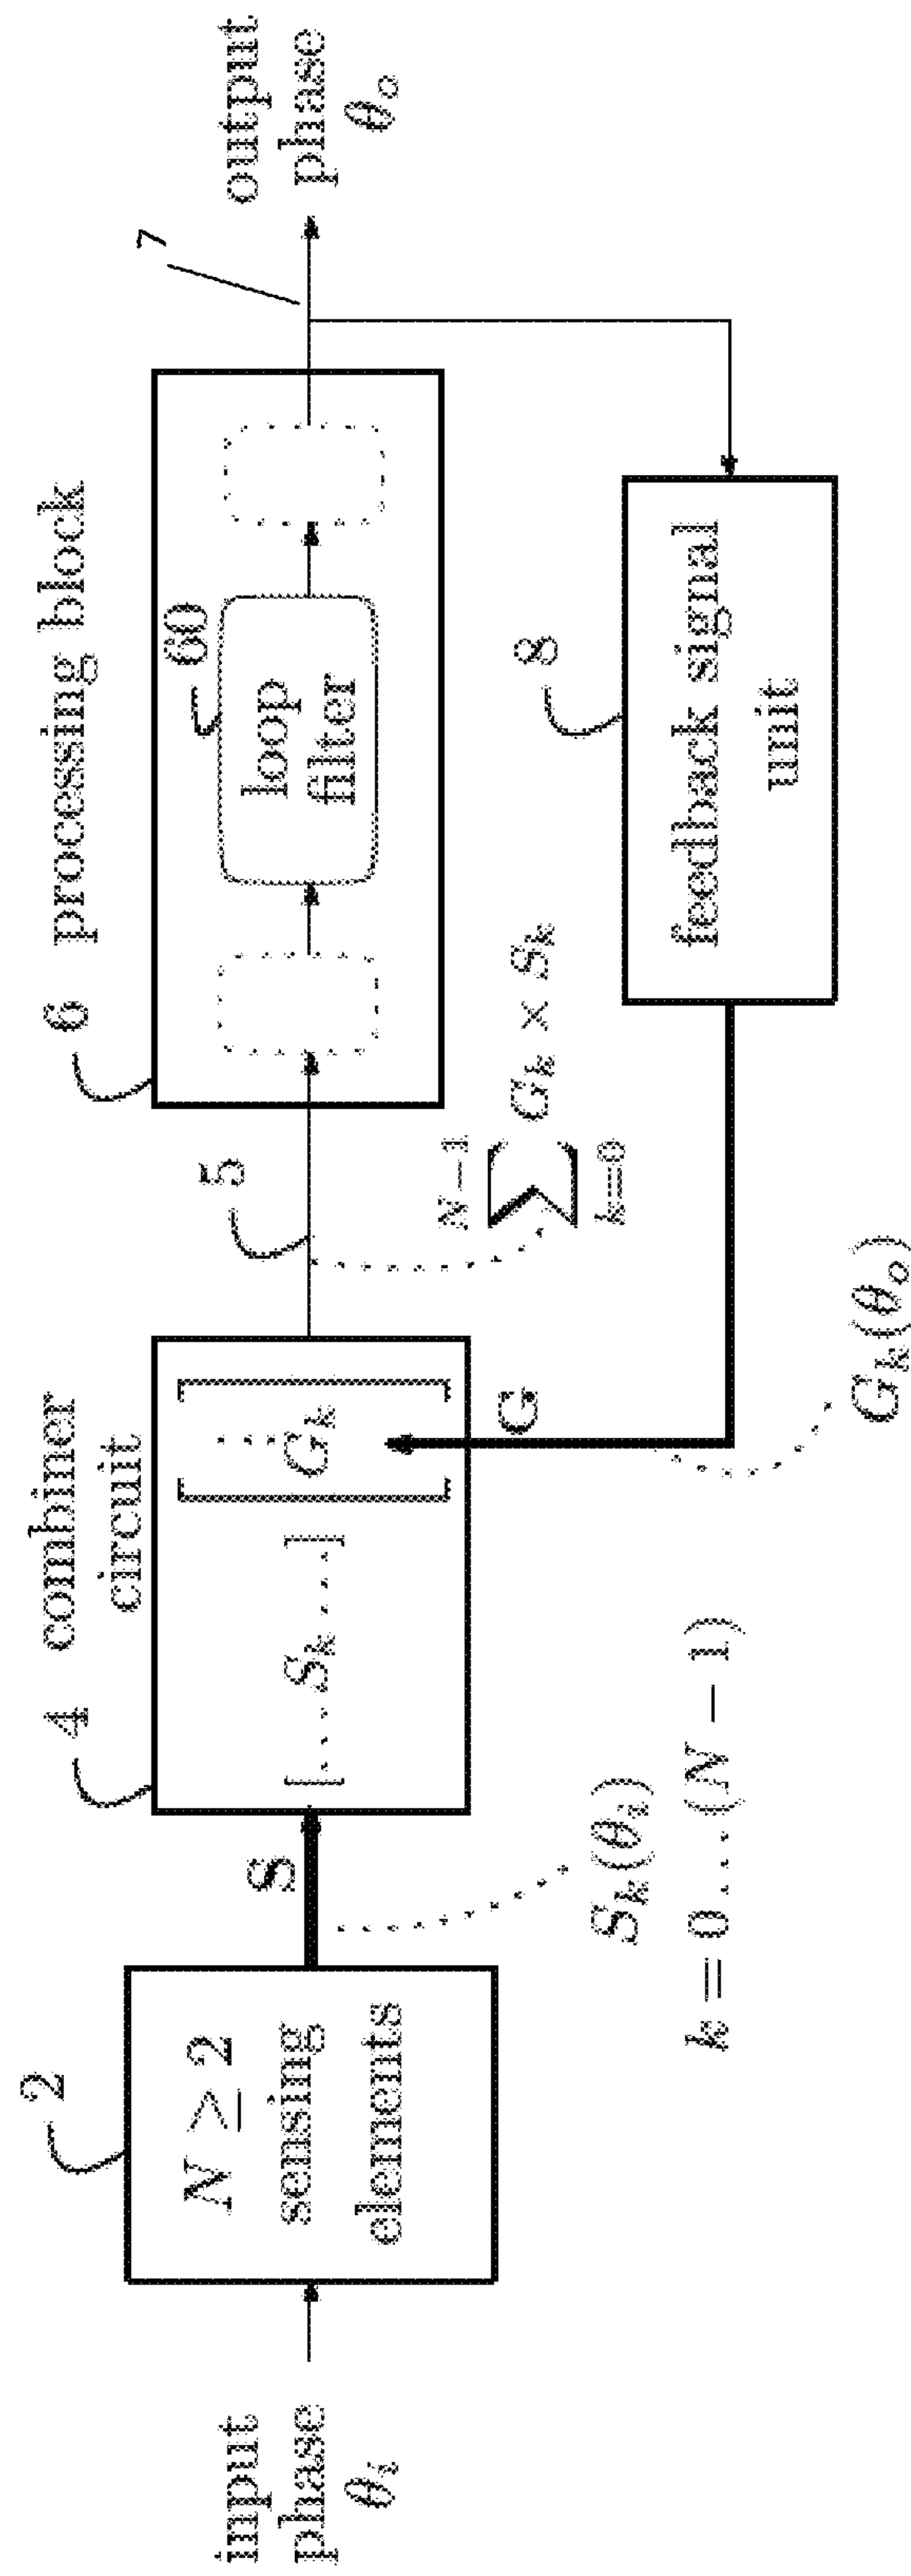 input
phase
θᵢ
2
N ≥ 2
sensing
elements
S
Sₖ(θᵢ)
k = 0 ... (N − 1)
4
combiner
circuit
[... Sₖ ...]
[ ⋮ Gₖ ]
G
Gₖ(θₒ)
5
N−1
∑ Gₖ × Sₖ
k=0
6 processing block
60
loop
filter
7
8
feedback signal
unit
output
phase
θₒ